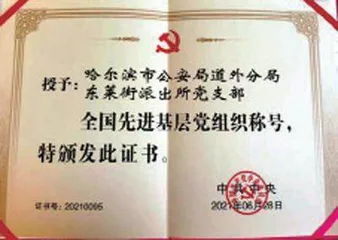 授予：哈尔滨市公安局道外分局
东莱街派出所党支部
全国先进基层党组织称号，
特颁发此证书。
中共中央
2021年06月28日
证书号：20210095